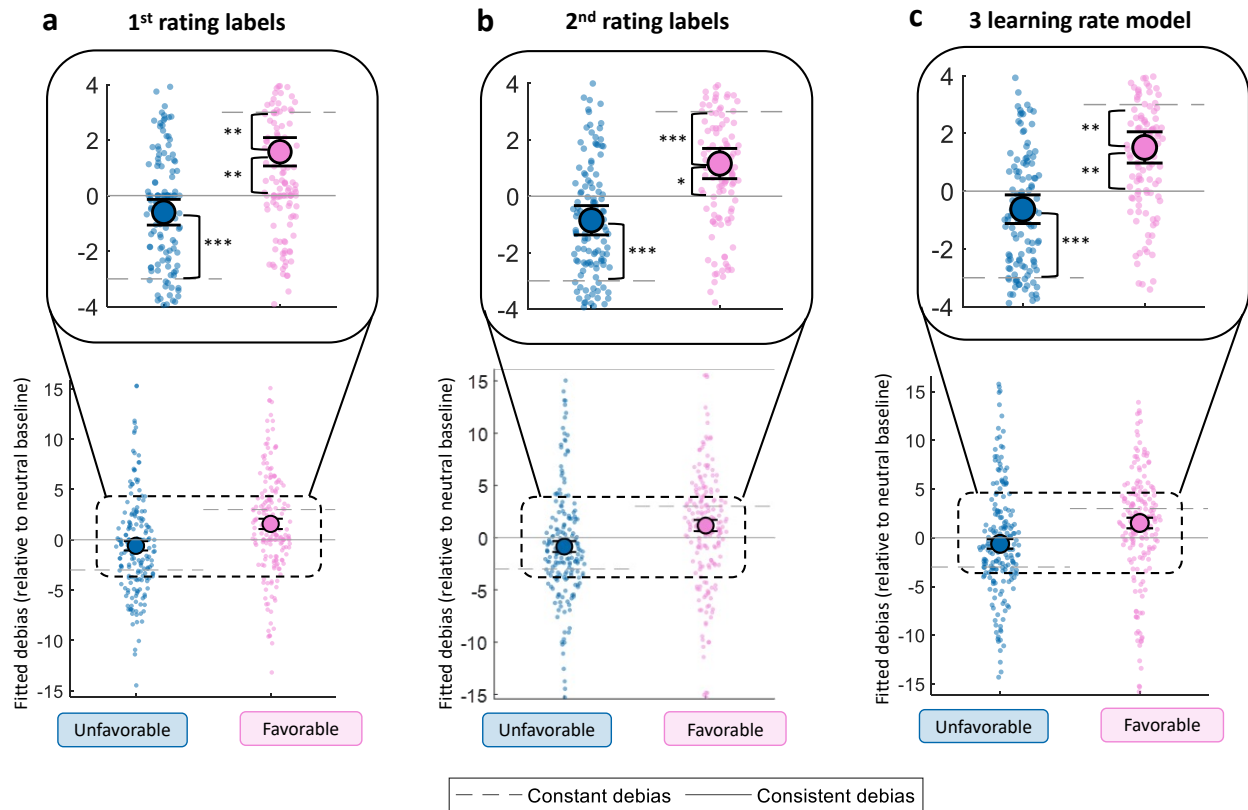 a
1st rating labels
4
2
0
-2
-4
**
**
***
Fitted debias (relative to neutral baseline)
15
10
5
0
-5
-10
-15
Unfavorable
Favorable
b
2nd rating labels
4
2
0
-2
-4
***
*
***
Fitted debias (relative to neutral baseline)
15
10
5
0
-5
-10
-15
Unfavorable
Favorable
c
3 learning rate model
4
2
0
-2
-4
**
**
***
Fitted debias (relative to neutral baseline)
15
10
5
0
-5
-10
-15
Unfavorable
Favorable
Constant debias
Consistent debias